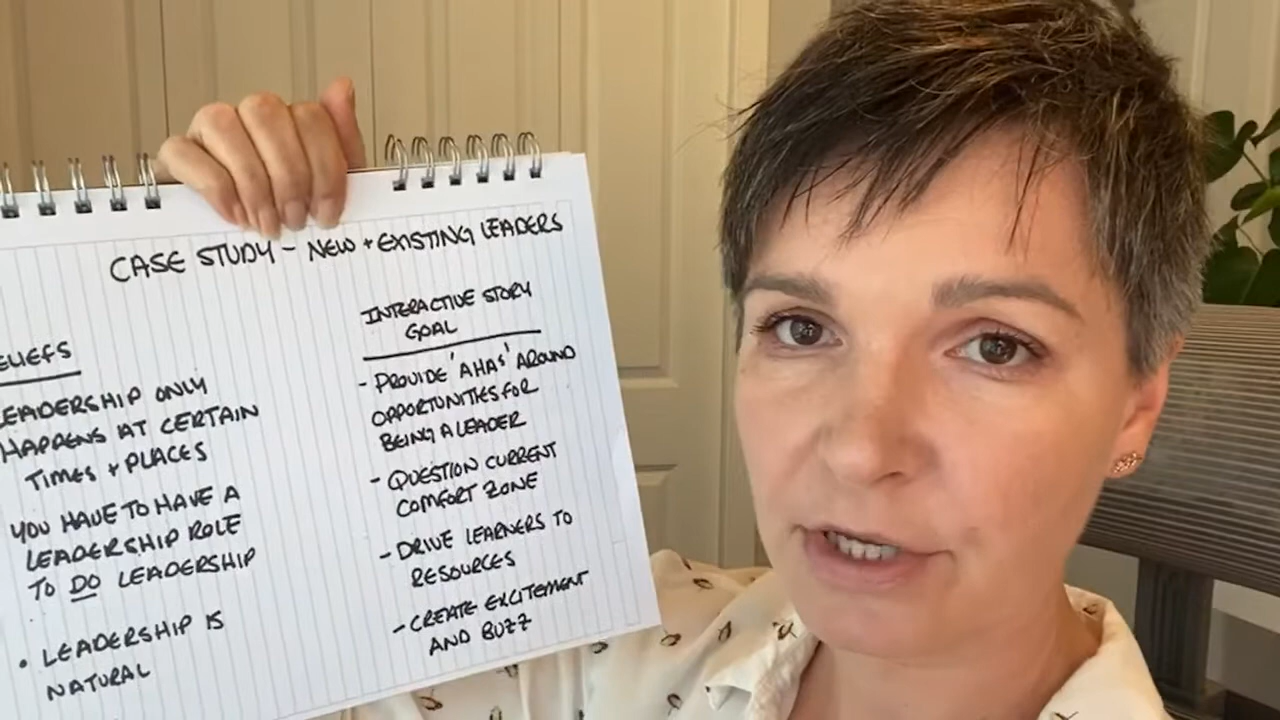 CASE STUDY - NEW + EXISTING LEADERS
ELIEFS
LEADERSHIP ONLY
HAPPENS AT CERTAIN
TIMES + PLACES
YOU HAVE TO HAVE A
LEADERSHIP ROLE
TO DO LEADERSHIP
• LEADERSHIP IS
NATURAL
INTERACTIVE STORY
GOAL
- PROVIDE 'AHAS' AROUND
OPPORTUNITIES FOR
BEING A LEADER
- QUESTION CURRENT
COMFORT ZONE
- DRIVE LEARNERS TO
RESOURCES
- CREATE EXCITEMENT
AND BUZZ